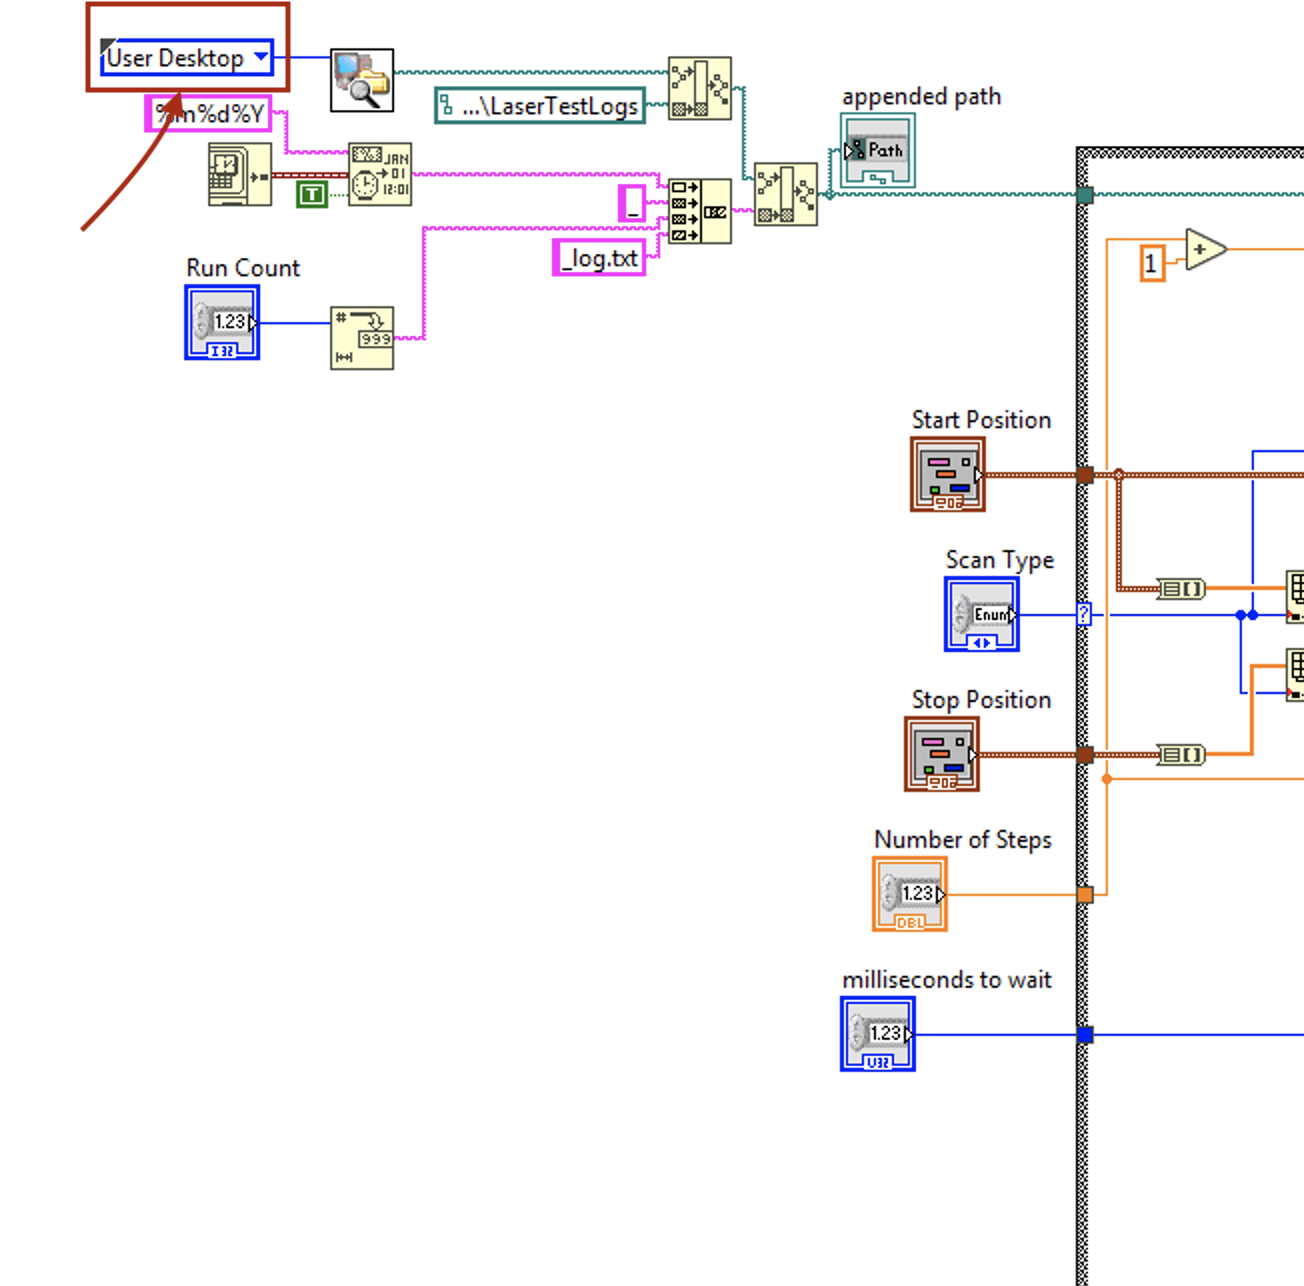 User Desktop
%m%d%Y
...\LaserTestLogs
appended path
Path
JAN
01
12:01
T
_
_log.txt
Run Count
1.23
I32
#
999
+
1
Start Position
Scan Type
Enum
?
Stop Position
Number of Steps
1.23
DBL
milliseconds to wait
1.23
U32